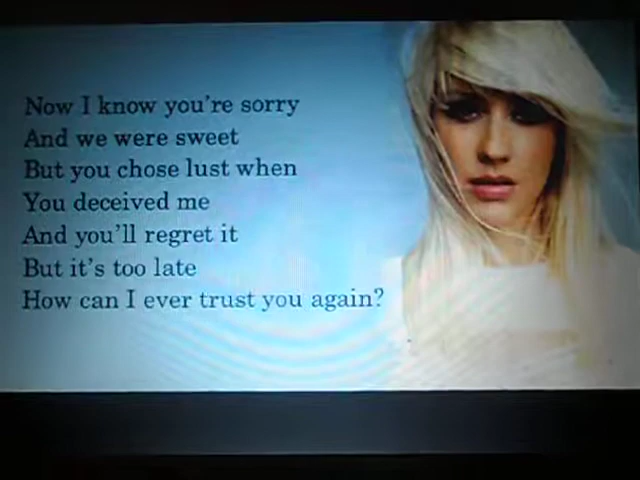 Now I know you're sorry
And we were sweet
But you chose lust when
You deceived me
And you'll regret it
But it's too late
How can I ever trust you again?